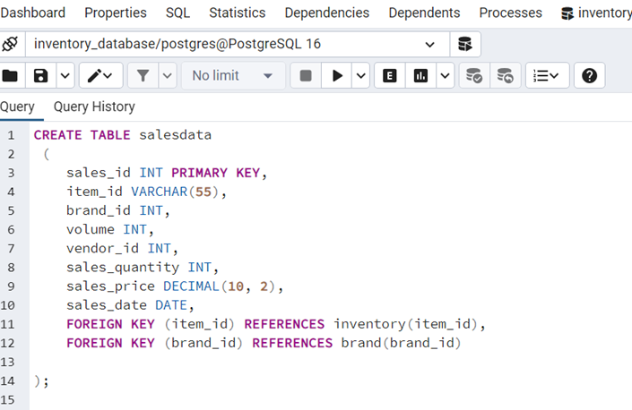 Dashboard Properties SQL Statistics Dependencies Dependents Processes inventory
inventory_database/postgres@PostgreSQL 16
No limit
E
Query Query History
1 CREATE TABLE salesdata
2 (
3 sales_id INT PRIMARY KEY,
4 item_id VARCHAR(55),
5 brand_id INT,
6 volume INT,
7 vendor_id INT,
8 sales_quantity INT,
9 sales_price DECIMAL(10, 2),
10 sales_date DATE,
11 FOREIGN KEY (item_id) REFERENCES inventory(item_id),
12 FOREIGN KEY (brand_id) REFERENCES brand(brand_id)
13
14 );
15